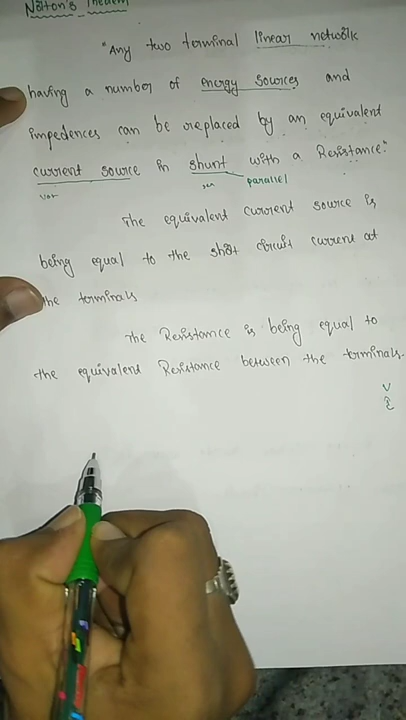 Norton's Theorem
"Any two terminal linear network
having a number of energy sources and
impedences can be replaced by an equivalent
current source in shunt with a Resistance."
parallel
The equivalent current source is
being equal to the short circuit current at
the terminals
The Resistance is being equal to
the equivalent Resistance between the terminals.
V